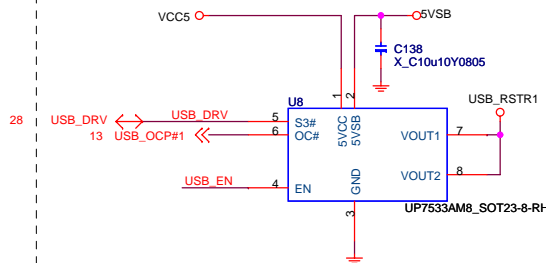 VCC5
5VSB
C138
X_C10u10Y0805
U8
USB_RSTR1
1
2
5VCC
5VSB
28
USB_DRV
USB_DRV
5
S3#
VOUT1
7
13
USB_OCP#1
6
OC#
VOUT2
8
USB_EN
4
EN
GND
3
UP7533AM8_SOT23-8-RH